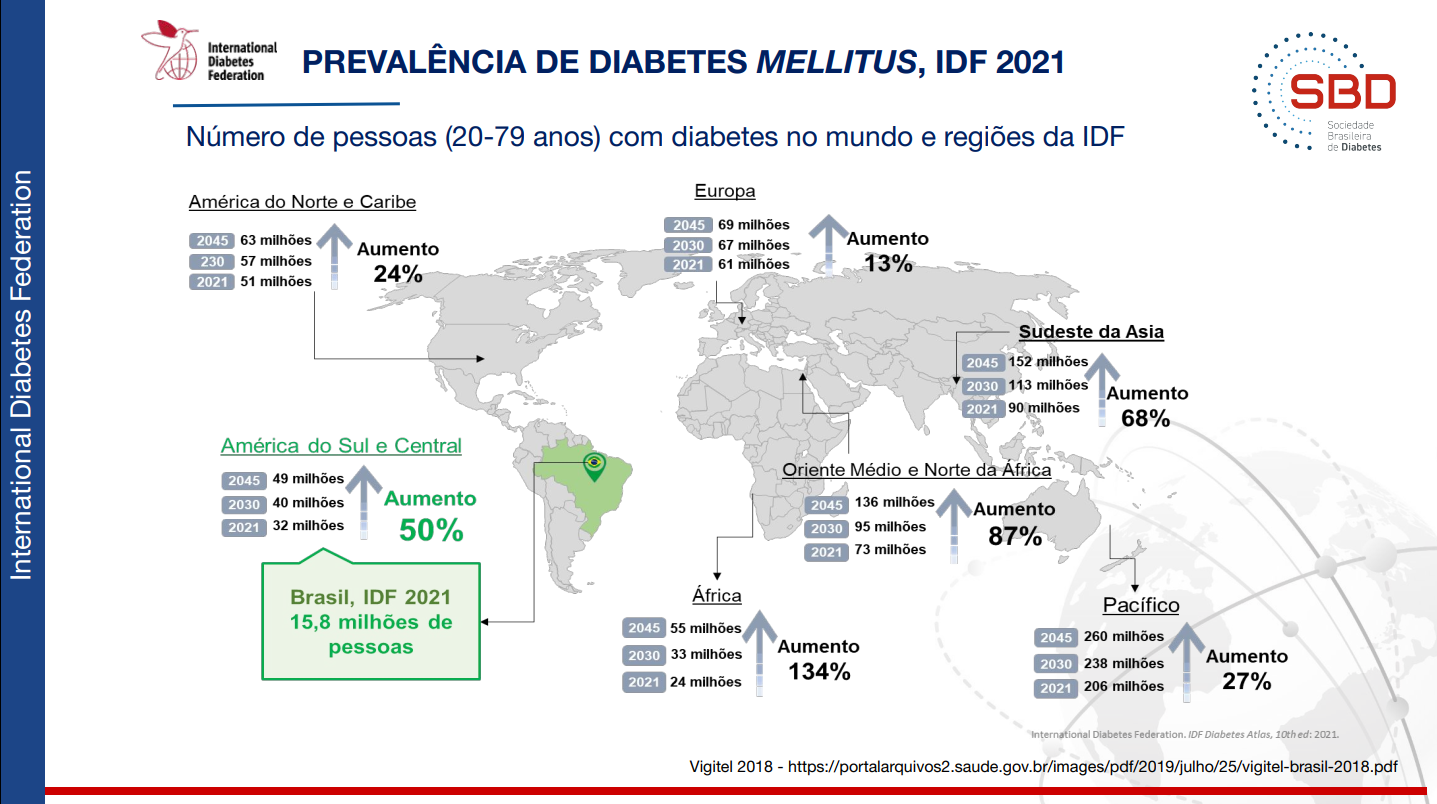 International Diabetes Federation
International
Diabetes
Federation
PREVALÊNCIA DE DIABETES MELLITUS, IDF 2021
SBD
Sociedade
Brasileira
de Diabetes
Número de pessoas (20-79 anos) com diabetes no mundo e regiões da IDF
América do Norte e Caribe
2045 63 milhões
230 57 milhões
2021 51 milhões
Aumento
24%
Europa
2045 69 milhões
2030 67 milhões
2021 61 milhões
Aumento
13%
Sudeste da Asia
2045 152 milhões
2030 113 milhões
2021 90 milhões
Aumento
68%
América do Sul e Central
2045 49 milhões
2030 40 milhões
2021 32 milhões
Aumento
50%
Brasil, IDF 2021
15,8 milhões de
pessoas
Oriente Médio e Norte da África
2045 136 milhões
2030 95 milhões
2021 73 milhões
Aumento
87%
África
2045 55 milhões
2030 33 milhões
2021 24 milhões
Aumento
134%
Pacífico
2045 260 milhões
2030 238 milhões
2021 206 milhões
Aumento
27%
International Diabetes Federation. IDF Diabetes Atlas, 10th ed: 2021.
Vigitel 2018 - https://portalarquivos2.saude.gov.br/images/pdf/2019/julho/25/vigitel-brasil-2018.pdf